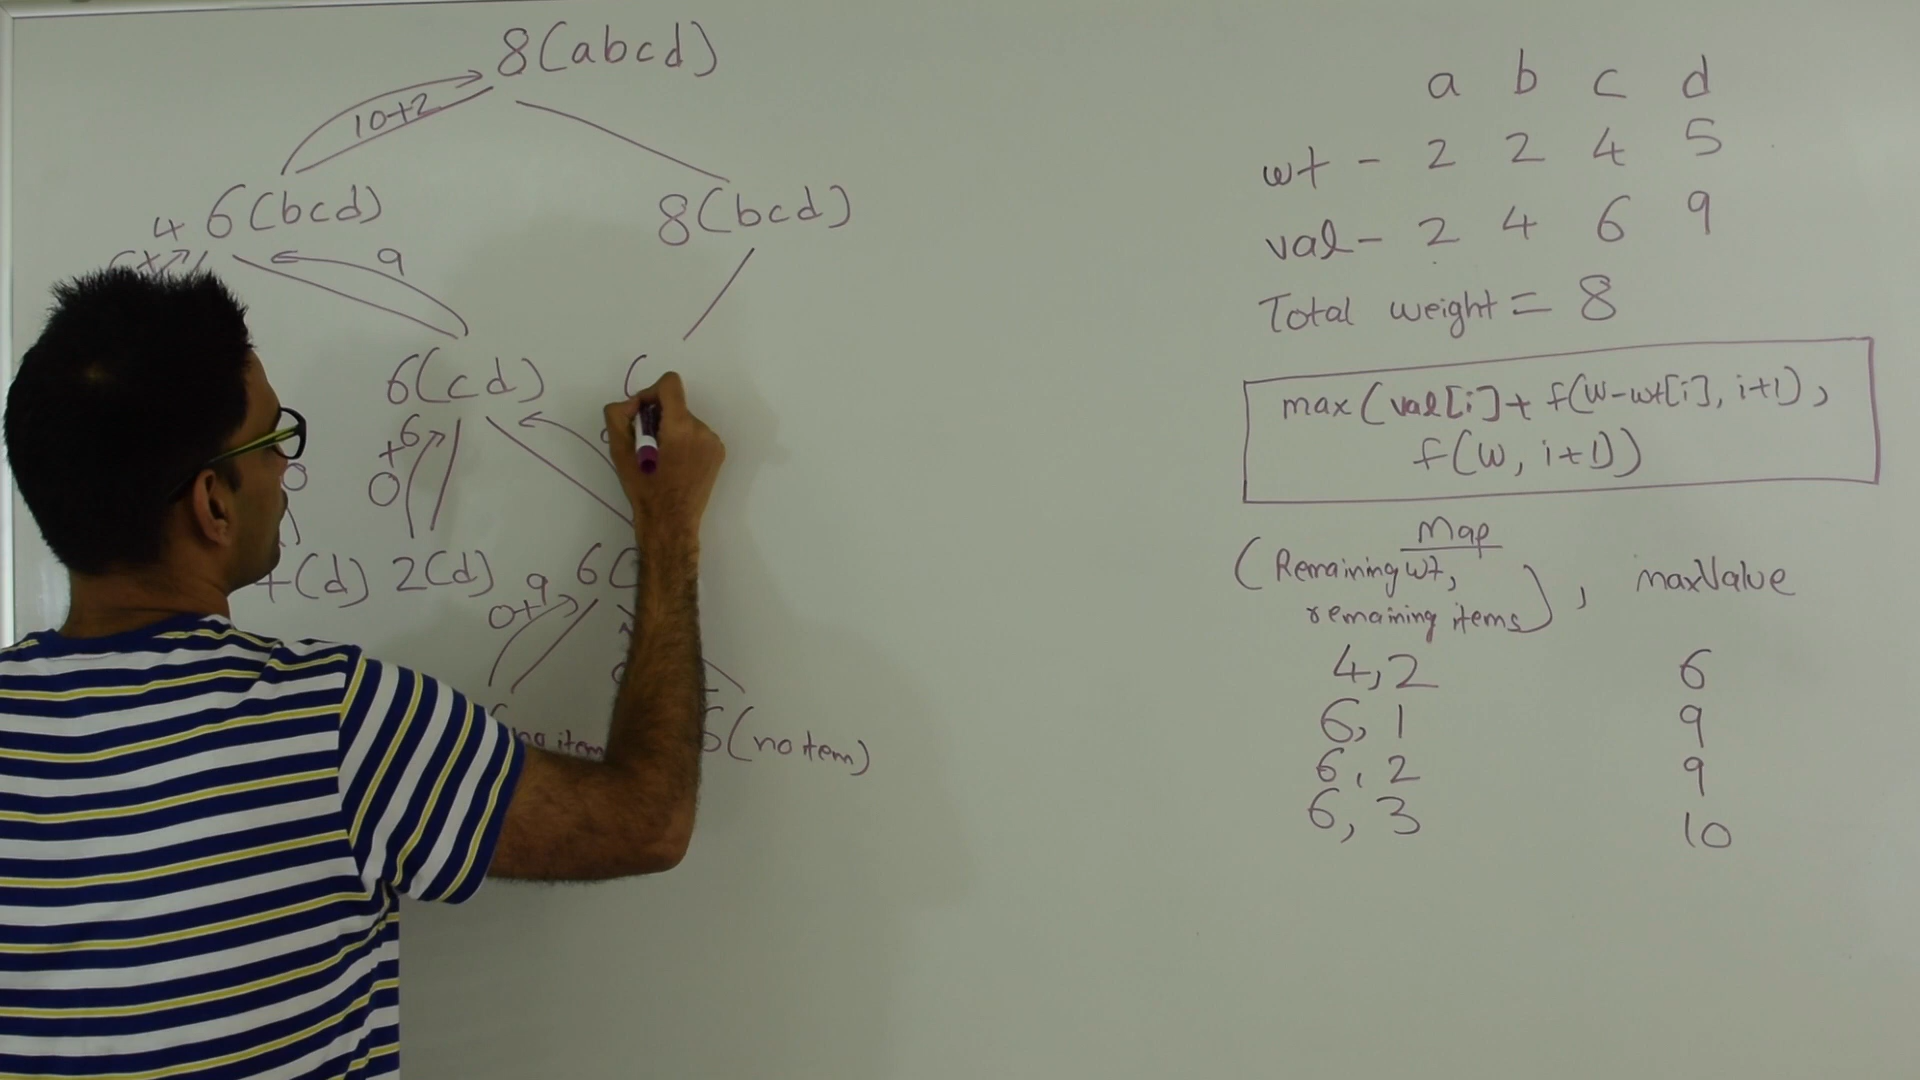 8(abcd)
10+2
4 6(bcd)
8(bcd)
9
6(cd)
(
+6
0
(d) 2(d)
6(
0+9
no item
(no tem)
a b c d
wt - 2 2 4 5
val- 2 4 6 9
Total weight = 8
max(val[i]+ f(W-wt[i], i+1),
f(W, i+1))
Map
(Remaining wt,
remaining items), maxValue
4,2 6
6, 1 9
6, 2 9
6, 3 10